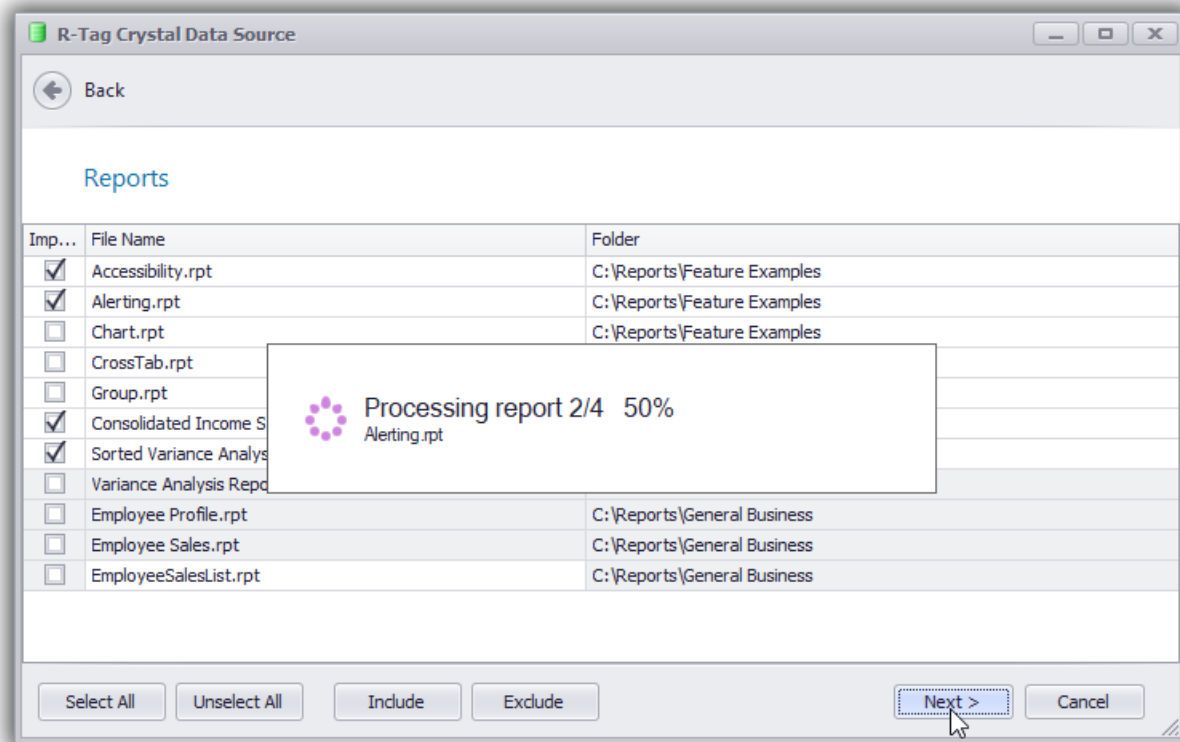 R-Tag Crystal Data Source
Back
Reports
Imp... File Name Folder
Accessibility.rpt C:\Reports\Feature Examples
Alerting.rpt C:\Reports\Feature Examples
Chart.rpt C:\Reports\Feature Examples
CrossTab.rpt
Group.rpt
Consolidated Income S
Sorted Variance Analys
Variance Analysis Repo
Processing report 2/4 50%
Alerting.rpt
Employee Profile.rpt C:\Reports\General Business
Employee Sales.rpt C:\Reports\General Business
EmployeeSalesList.rpt C:\Reports\General Business
Select All Unselect All Include Exclude Next > Cancel